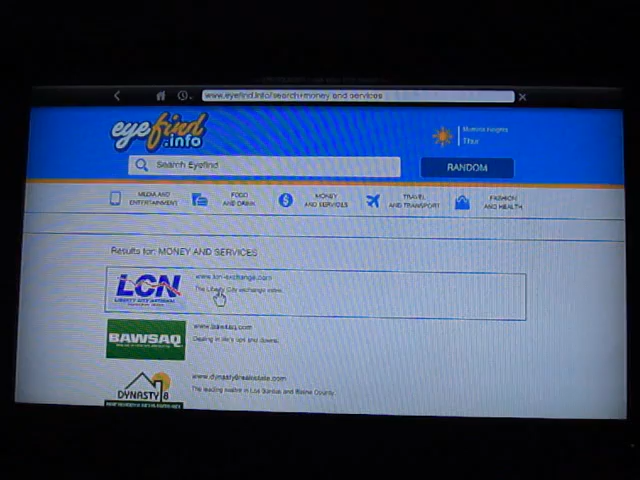 www.eyefind.info/search+money and services
eyefind
.info
Search Eyefind
Thur
RANDOM
MEDIA AND
ENTERTAINMENT
FOOD
AND DRINK
MONEY
AND SERVICES
TRAVEL
AND TRANSPORT
FASHION
AND HEALTH
Results for: MONEY AND SERVICES
LCN
LIBERTY CITY NATIONAL
www.lcn-exchange.com
The Liberty City exchange index.
BAWSAQ
www.bawsaq.com
Dealing in life's ups and downs.
DYNASTY 8
www.dynasty8realestate.com
The leading realtor in Los Santos and Blaine County.